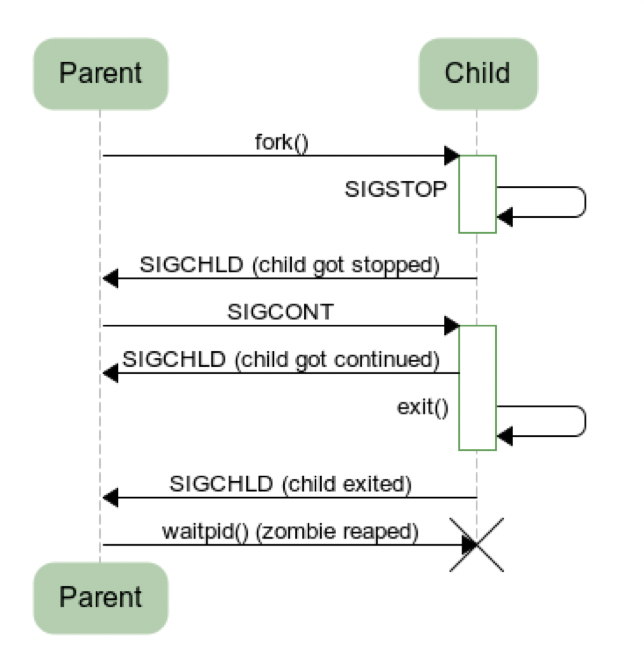 Parent
Child
fork()
SIGSTOP
SIGCHLD (child got stopped)
SIGCONT
SIGCHLD (child got continued)
exit()
SIGCHLD (child exited)
waitpid() (zombie reaped)
Parent